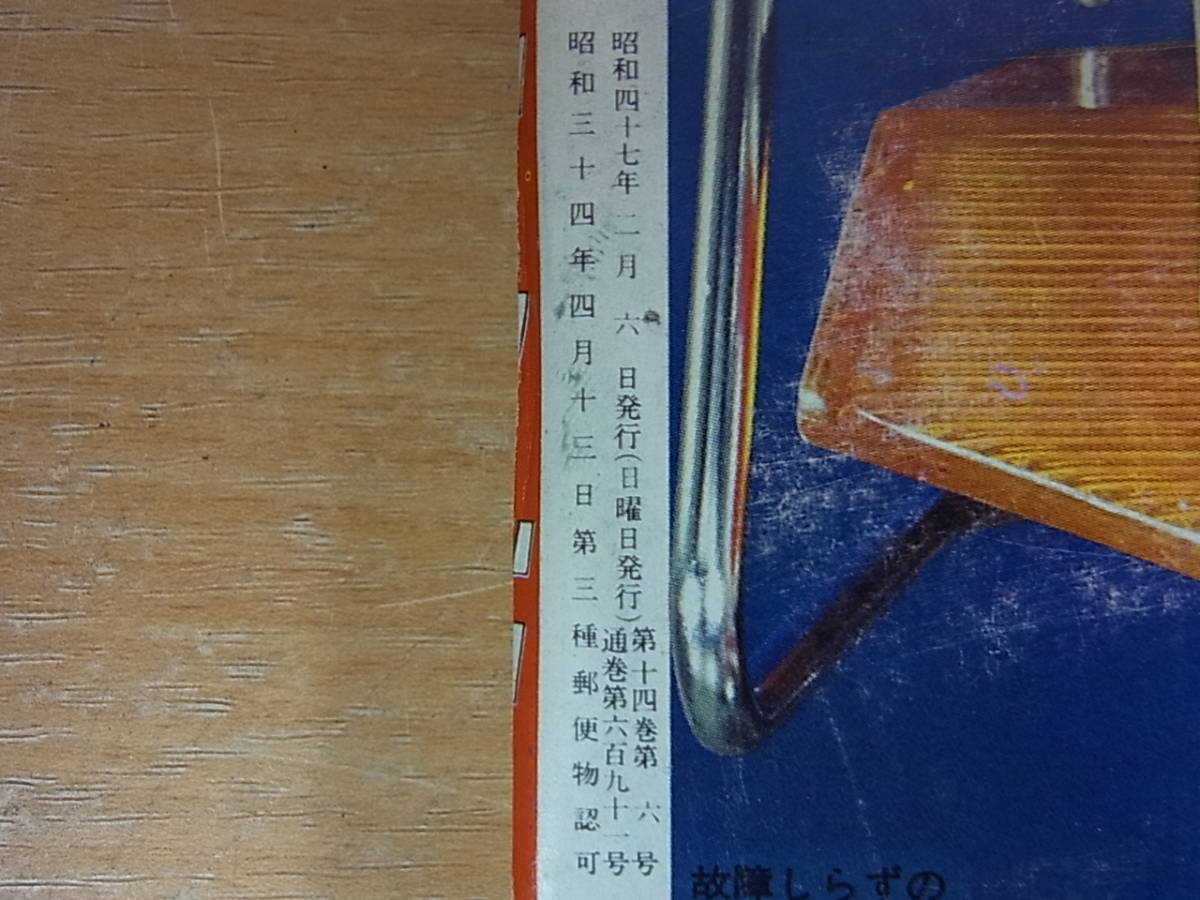 昭和四十七年二月六日発行(日曜日発行)
第十四巻第六号
通巻第六百九十一号
昭和三十四年四月十三日第三種郵便物認可
故障しらずの